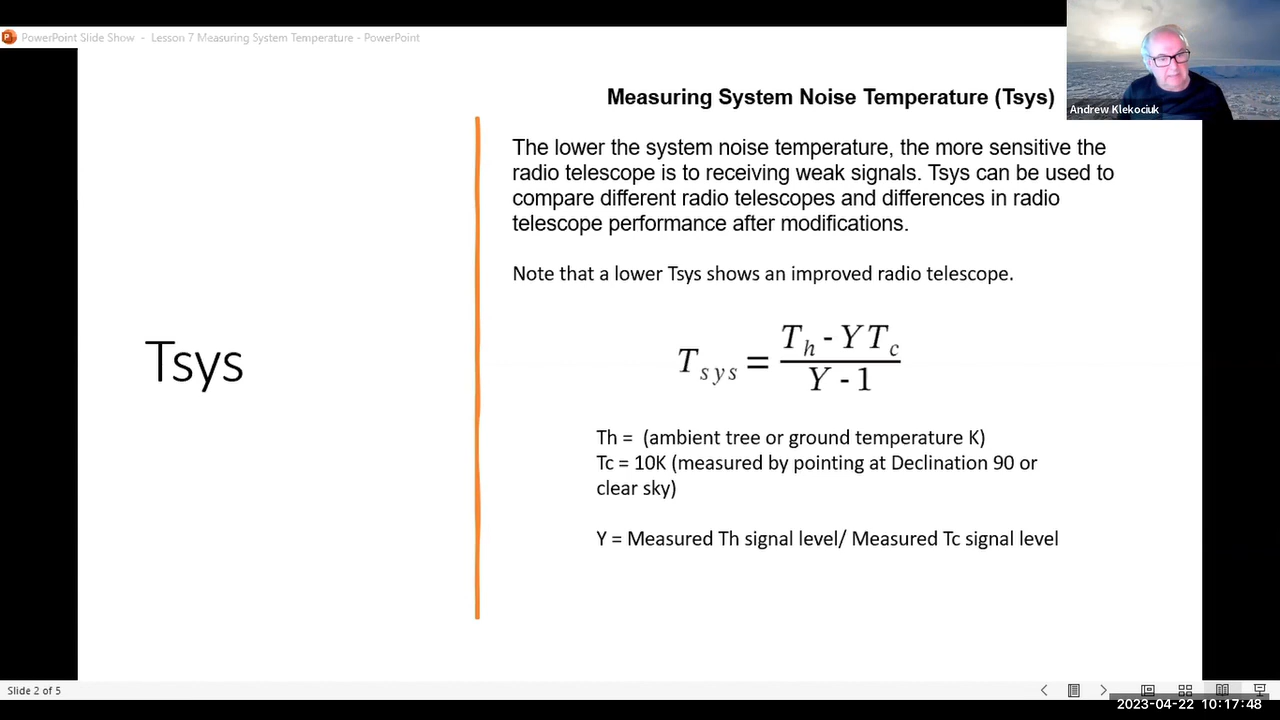 PowerPoint Slide Show - Lesson 7 Measuring System Temperature - PowerPoint
Andrew Klekociuk
Measuring System Noise Temperature (Tsys)
The lower the system noise temperature, the more sensitive the
radio telescope is to receiving weak signals. Tsys can be used to
compare different radio telescopes and differences in radio
telescope performance after modifications.
Note that a lower Tsys shows an improved radio telescope.
Tsys
T_sys = (T_h - Y T_c) / (Y - 1)
Th = (ambient tree or ground temperature K)
Tc = 10K (measured by pointing at Declination 90 or
clear sky)
Y = Measured Th signal level/ Measured Tc signal level
Slide 2 of 5
2023-04-22 10:17:48